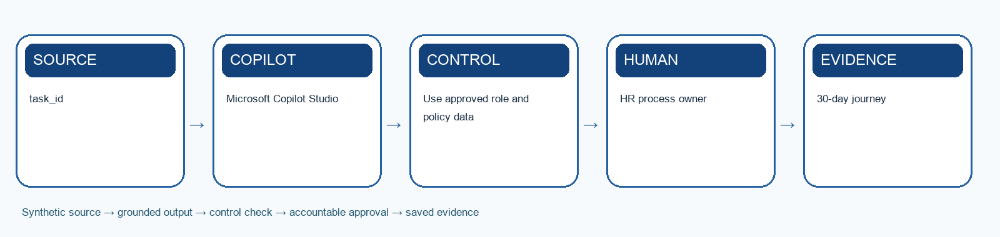 SOURCE
task_id
→
COPILOT
Microsoft Copilot Studio
→
CONTROL
Use approved role and
policy data
→
HUMAN
HR process owner
→
EVIDENCE
30-day journey
Synthetic source → grounded output → control check → accountable approval → saved evidence